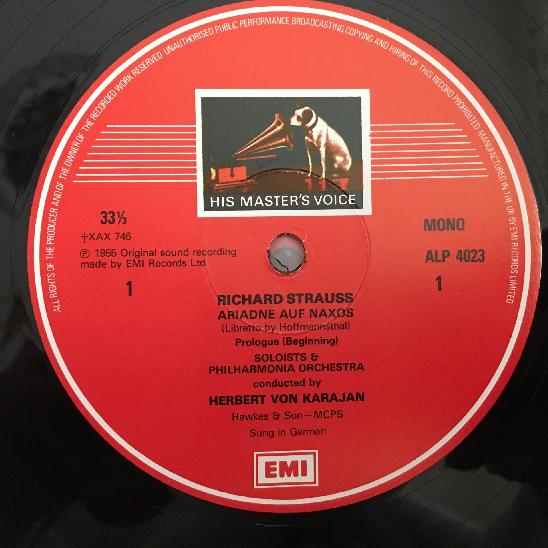 ALL RIGHTS OF THE PRODUCER AND OF THE OWNER OF THE RECORDED WORK RESERVED · UNAUTHORISED PUBLIC PERFORMANCE, BROADCASTING, COPYING AND HIRING OF THIS RECORD PROHIBITED. MANUFACTURED IN THE UK BY EMI RECORDS LIMITED
HIS MASTER'S VOICE
33⅓
†XAX 746
℗ 1955 Original sound recording
made by EMI Records Ltd
1
MONO
ALP 4023
1
RICHARD STRAUSS
ARIADNE AUF NAXOS
(Libretto by Hoffmannsthal)
Prologue (Beginning)
SOLOISTS &
PHILHARMONIA ORCHESTRA
conducted by
HERBERT VON KARAJAN
Hawkes & Son—MCPS
Sung in German
EMI